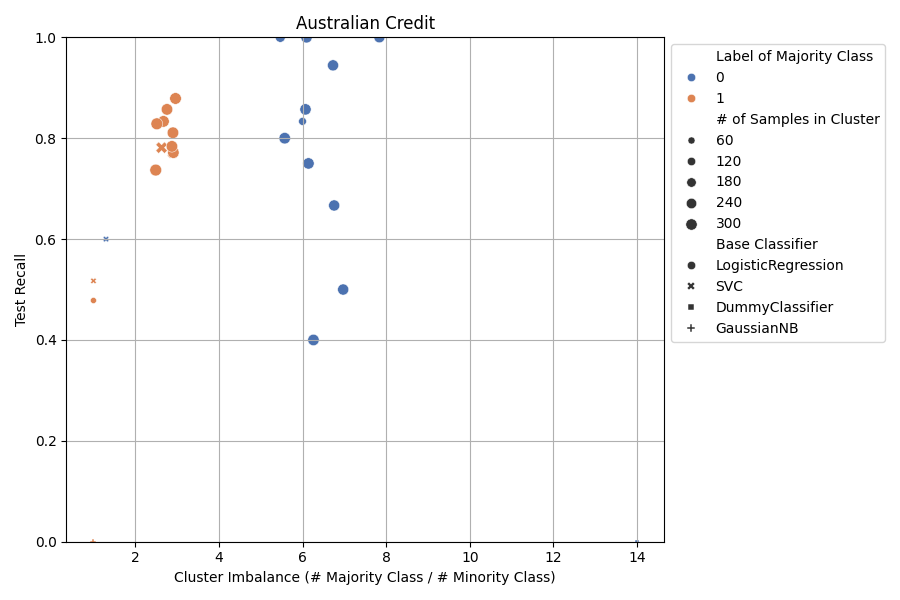 Australian Credit
1.0
0.8
0.6
0.4
0.2
0.0
Test Recall
2
4
6
8
10
12
14
Cluster Imbalance (# Majority Class / # Minority Class)
Label of Majority Class
0
1
# of Samples in Cluster
60
120
180
240
300
Base Classifier
LogisticRegression
SVC
DummyClassifier
GaussianNB